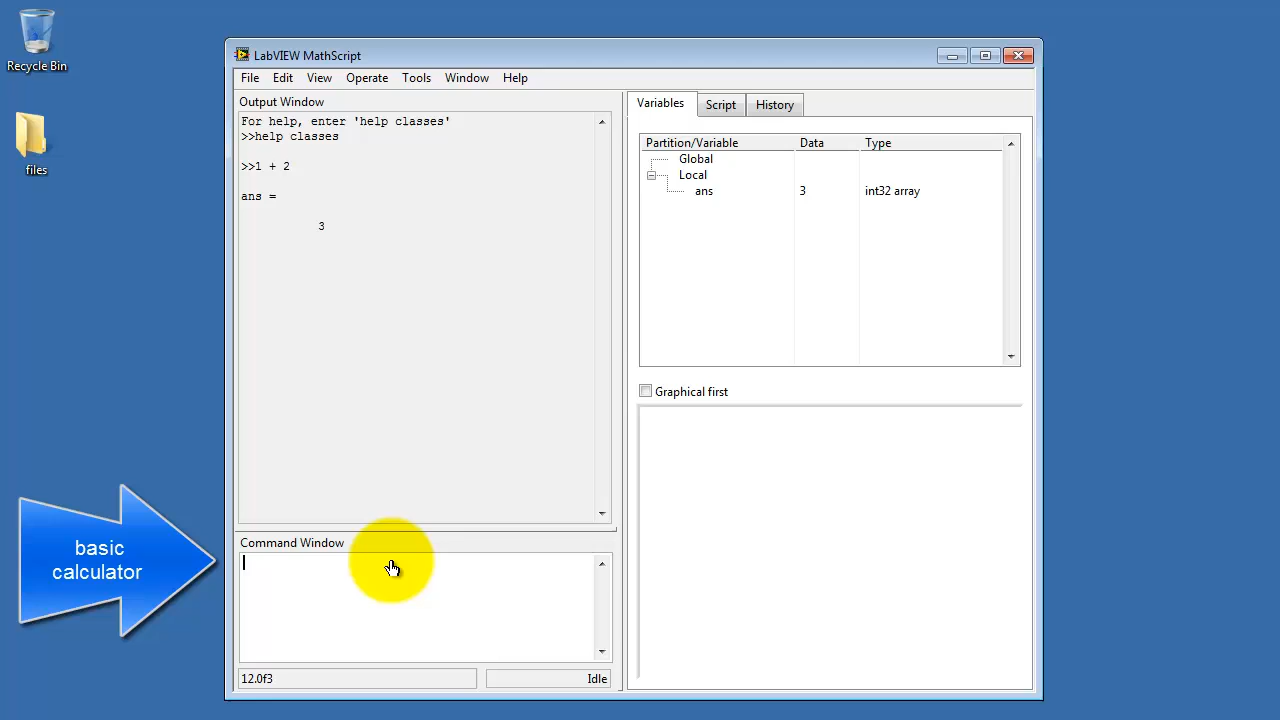 Recycle Bin
files
LabVIEW MathScript
File Edit View Operate Tools Window Help
Output Window
For help, enter 'help classes'
>>help classes
>>1 + 2
ans =
3
Command Window
12.0f3
Idle
Variables Script History
Partition/Variable Data Type
Global
Local
ans 3 int32 array
Graphical first
basic
calculator